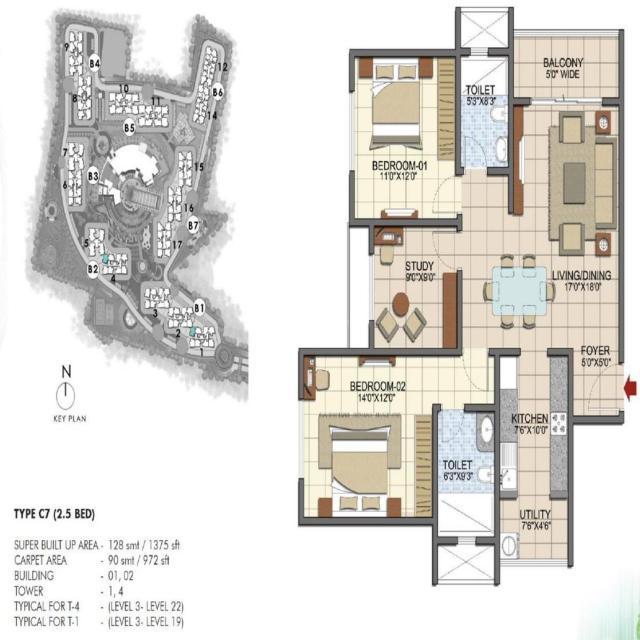 9
B4
8
10
11
B5
12
B6
14
7
6
B3
15
16
B7
17
5
B2
4
3
B1
2
1
N
KEY PLAN
BALCONY
5'0" WIDE
TOILET
5'3"X8'3"
BEDROOM-01
11'0"X12'0"
STUDY
9'0"X9'0"
LIVING/DINING
17'0"X18'0"
FOYER
5'0"X5'0"
BEDROOM-02
14'0"X12'0"
KITCHEN
7'6"X10'0"
TOILET
6'3"X9'3"
UTILITY
7'6"X4'6"
TYPE C7 (2.5 BED)
SUPER BUILT UP AREA - 128 smt / 1375 sft
CARPET AREA - 90 smt / 972 sft
BUILDING - 01, 02
TOWER - 1, 4
TYPICAL FOR T-4 - (LEVEL 3- LEVEL 22)
TYPICAL FOR T-1 - (LEVEL 3- LEVEL 19)